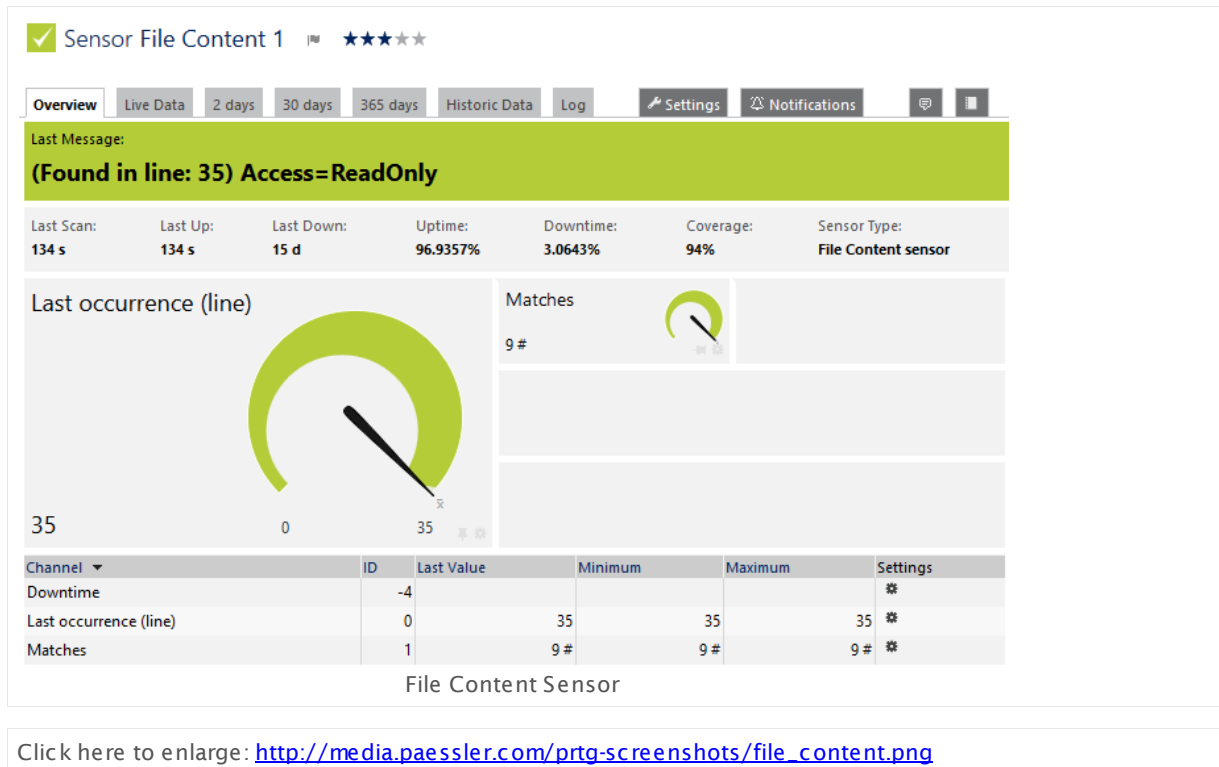 Sensor File Content 1
Overview Live Data 2 days 30 days 365 days Historic Data Log Settings Notifications
Last Message:
(Found in line: 35) Access=ReadOnly
Last Scan: Last Up: Last Down: Uptime: Downtime: Coverage: Sensor Type:
134 s 134 s 15 d 96.9357% 3.0643% 94% File Content sensor
Last occurrence (line)
35
0 35
Matches
9 #
Channel ID Last Value Minimum Maximum Settings
Downtime -4
Last occurrence (line) 0 35 35 35
Matches 1 9 # 9 # 9 #
File Content Sensor
Click here to enlarge: http://media.paessler.com/prtg-screenshots/file_content.png